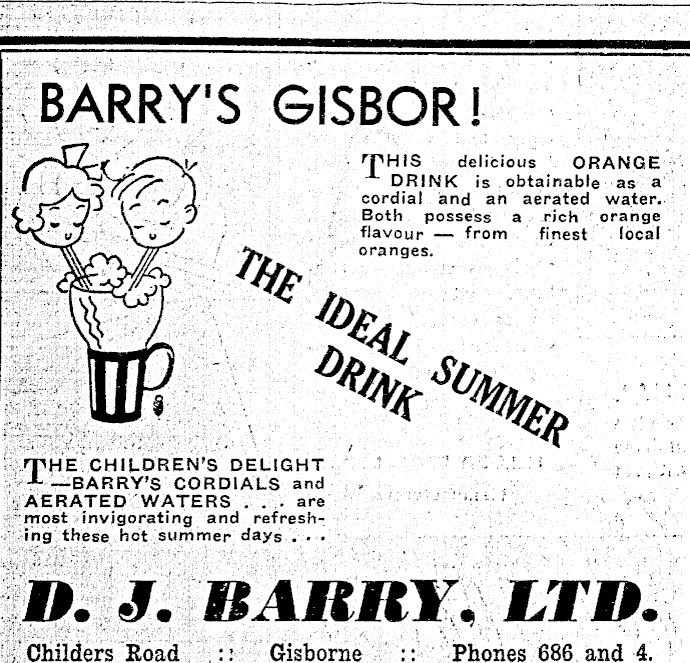 BARRY'S GISBOR!
THIS delicious ORANGE
DRINK is obtainable as a
cordial and an aerated water.
Both possess a rich orange
flavour — from finest local
oranges.
THE IDEAL SUMMER
DRINK
THE CHILDREN'S DELIGHT
—BARRY'S CORDIALS and
AERATED WATERS . . . are
most invigorating and refresh-
ing these hot summer days . . .
D. J. BARRY, LTD.
Childers Road :: Gisborne :: Phones 686 and 4.